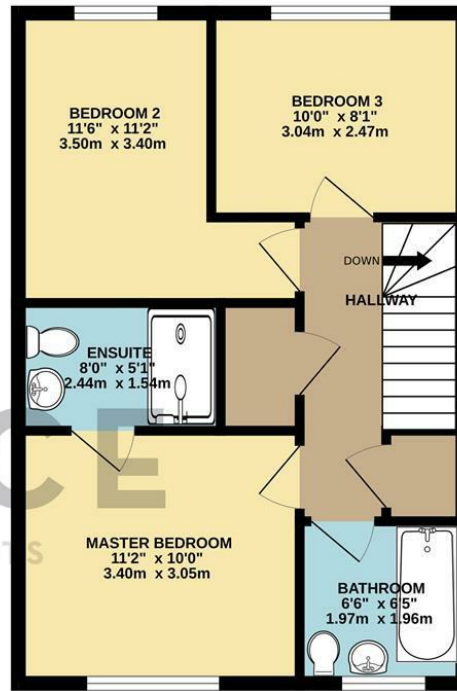 BEDROOM 2
11'6" x 11'2"
3.50m x 3.40m
BEDROOM 3
10'0" x 8'1"
3.04m x 2.47m
DOWN
HALLWAY
ENSUITE
8'0" x 5'1"
2.44m x 1.54m
CE
TS
MASTER BEDROOM
11'2" x 10'0"
3.40m x 3.05m
BATHROOM
6'6" x 6'5"
1.97m x 1.96m